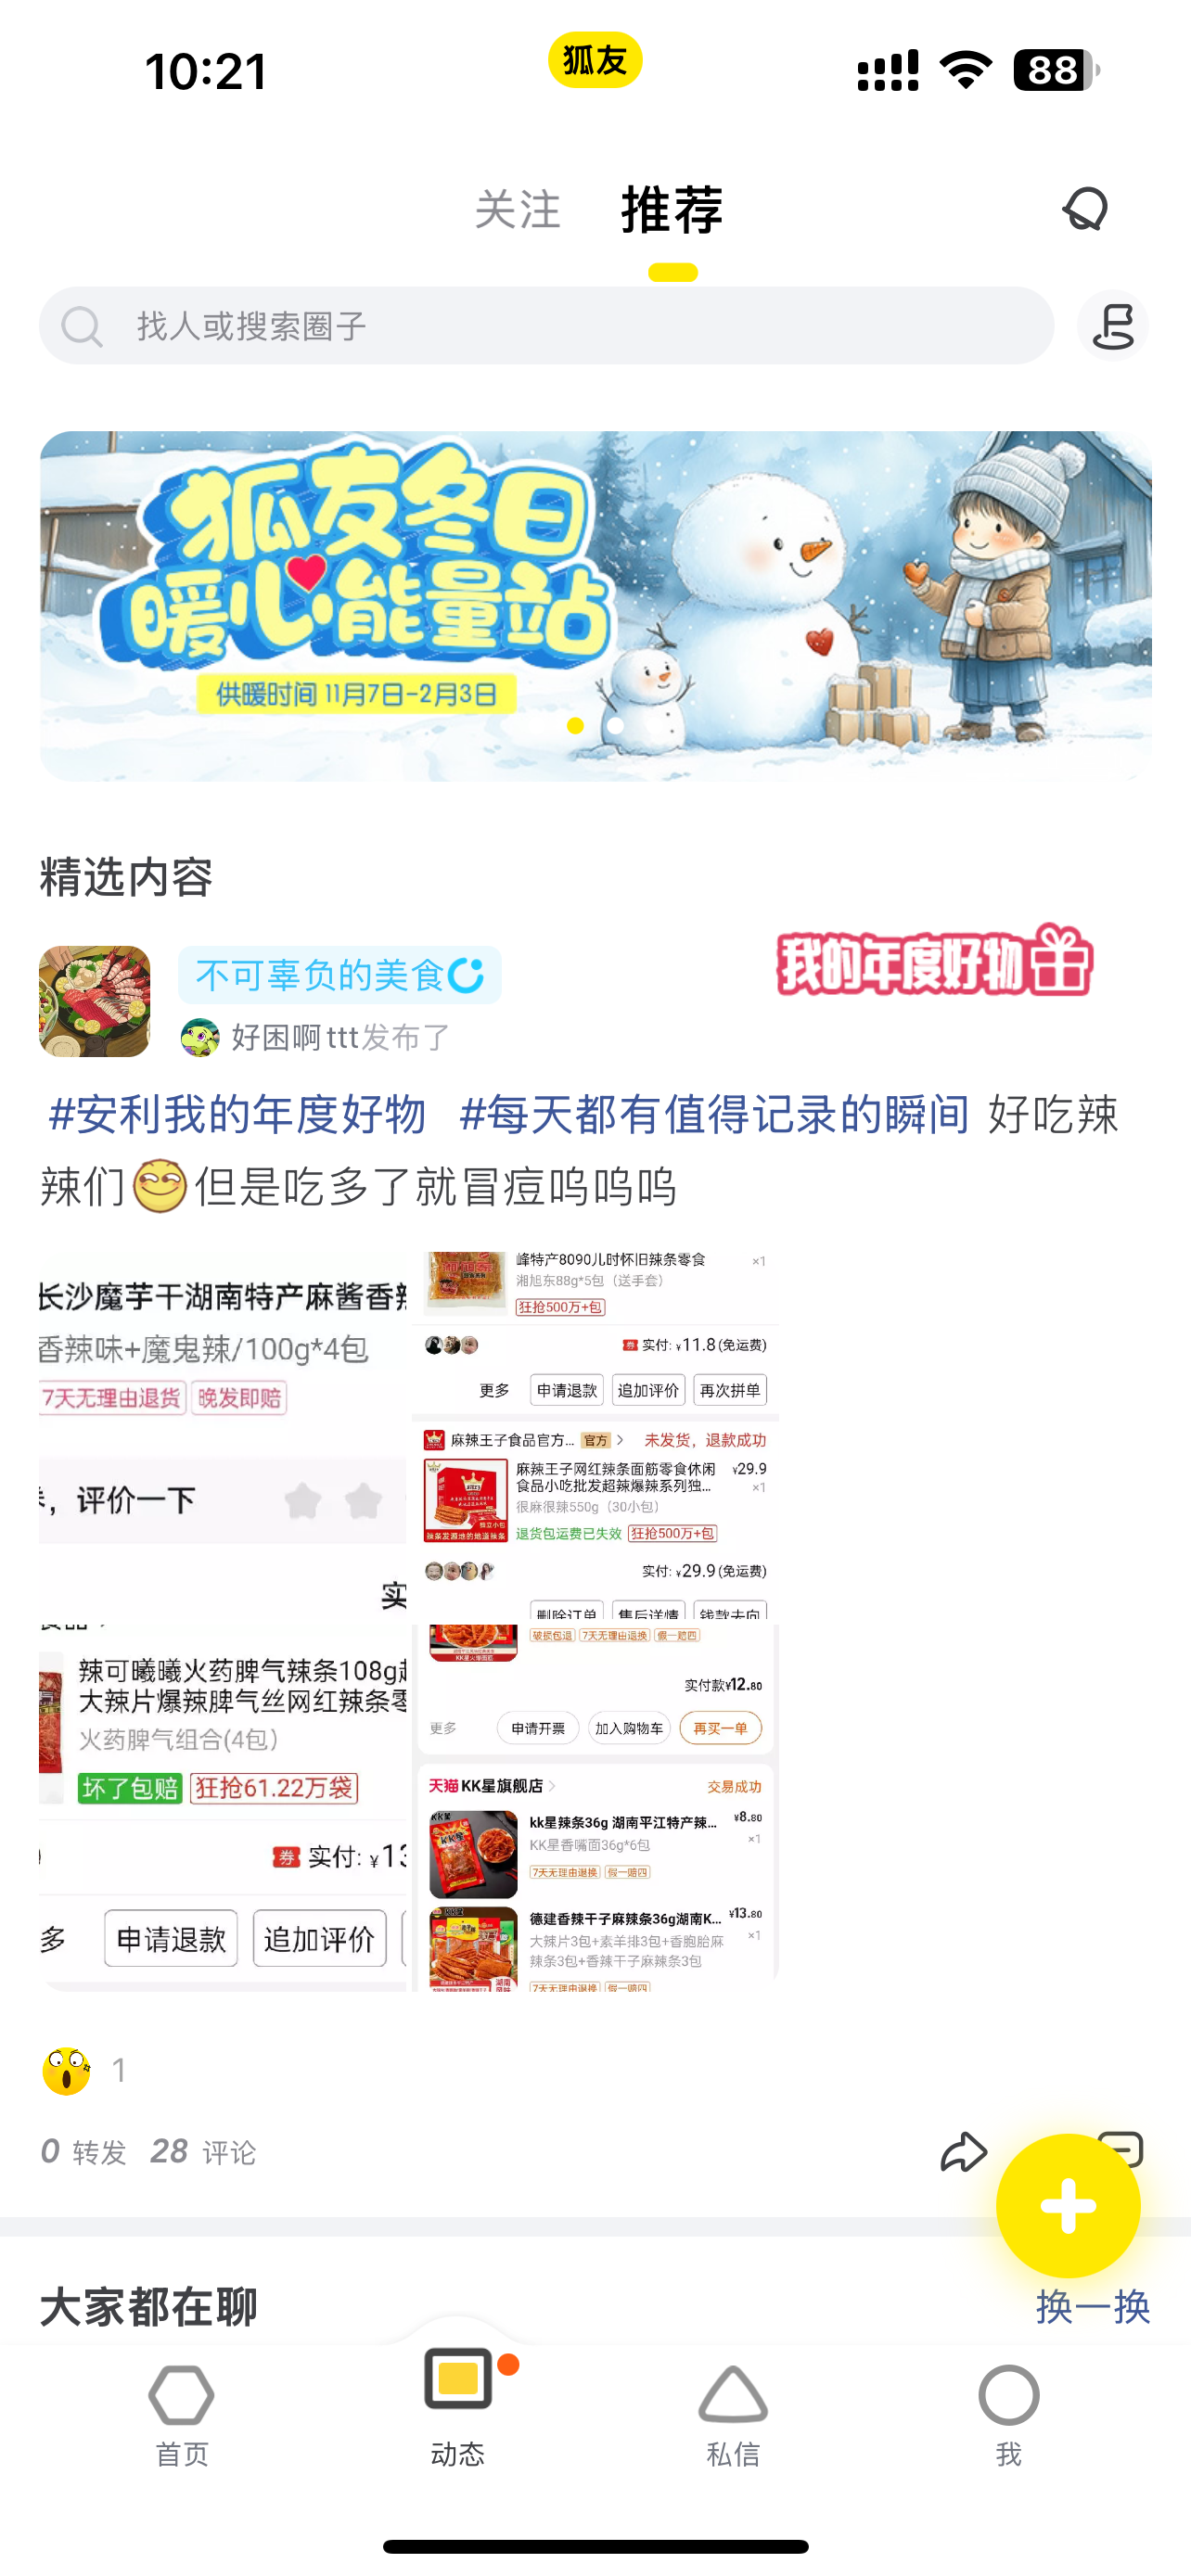 10:21
狐友
88
关注 推荐
找人或搜索圈子
狐友冬日
暖心能量站
供暖时间 11月7日-2月3日
精选内容
不可辜负的美食
我的年度好物
好困啊ttt发布了
#安利我的年度好物 #每天都有值得记录的瞬间 好吃辣
辣们但是吃多了就冒痘呜呜呜
长沙魔芋干湖南特产麻酱香辣
香辣味+魔鬼辣/100g*4包
7天无理由退货 晚发即赔
评价一下
实
峰特产8090儿时怀旧辣条零食 ×1
湘旭东88g*5包（送手套）
狂抢500万+包
券 实付: ¥11.8(免运费)
更多 申请退款 追加评价 再次拼单
麻辣王子食品官方... 官方 > 未发货，退款成功
麻辣王子网红辣条面筋零食休闲 ¥29.9
食品小吃批发超辣爆辣系列独... ×1
很麻很辣550g（30小包）
退货包运费已失效 狂抢500万+包
辣条发源地的地道辣条
实付: ¥29.9(免运费)
删除订单 售后详情 钱款去向
辣可曦曦火药脾气辣条108g超
大辣片爆辣脾气丝网红辣条零
火药脾气组合(4包)
坏了包赔 狂抢61.22万袋
券 实付: ¥13
多 申请退款 追加评价
破损包退 7天无理由退换 假一赔四
KK星火爆面筋
实付款¥12.80
更多 申请开票 加入购物车 再买一单
天猫 KK星旗舰店 > 交易成功
kk星辣条36g 湖南平江特产辣... ¥8.80
KK星香嘴面36g*6包 ×1
7天无理由退换 假一赔四
德建香辣干子麻辣条36g湖南K... ¥13.80
大辣片3包+素羊排3包+香胞胎麻 ×1
辣条3包+香辣干子麻辣条3包
湖南
风味
7天无理由退换 假一赔四
1
0 转发 28 评论
大家都在聊 换一换
首页 动态 私信 我